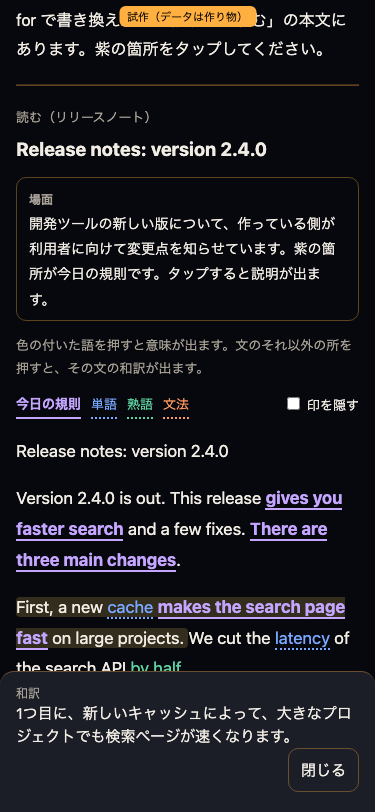 for で書き換え
試作（データは作り物）
む」の本文に
あります。紫の箇所をタップしてください。
読む（リリースノート）
Release notes: version 2.4.0
場面
開発ツールの新しい版について、作っている側が
利用者に向けて変更点を知らせています。紫の箇
所が今日の規則です。タップすると説明が出ま
す。
色の付いた語を押すと意味が出ます。文のそれ以外の所を
押すと、その文の和訳が出ます。
今日の規則 単語 熟語 文法 印を隠す
Release notes: version 2.4.0
Version 2.4.0 is out. This release gives you
faster search and a few fixes. There are
three main changes.
First, a new cache makes the search page
fast on large projects. We cut the latency of
the search API by half.
和訳
1つ目に、新しいキャッシュによって、大きなプロ
ジェクトでも検索ページが速くなります。
閉じる